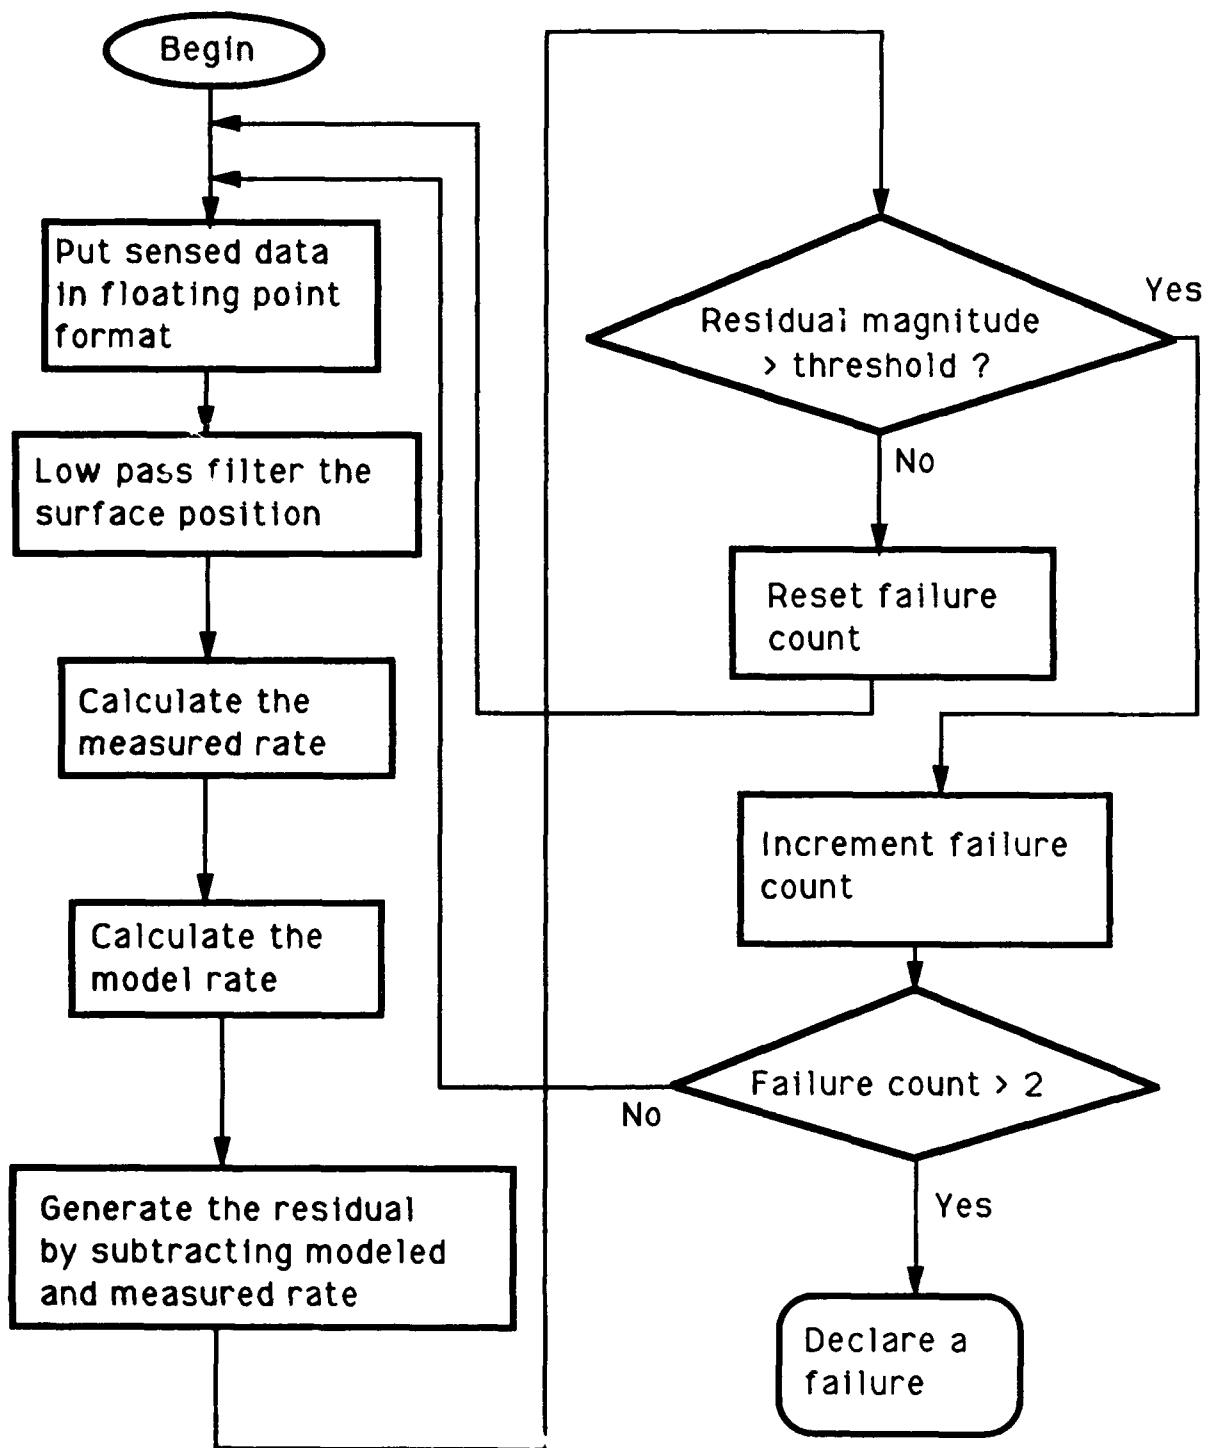 Begin
Put sensed data
in floating point
format
Low pass filter the
surface position
Calculate the
measured rate
Calculate the
model rate
Generate the residual
by subtracting modeled
and measured rate
Residual magnitude
> threshold ?
Yes
No
Reset failure
count
Increment failure
count
Failure count > 2
No
Yes
Declare a
failure